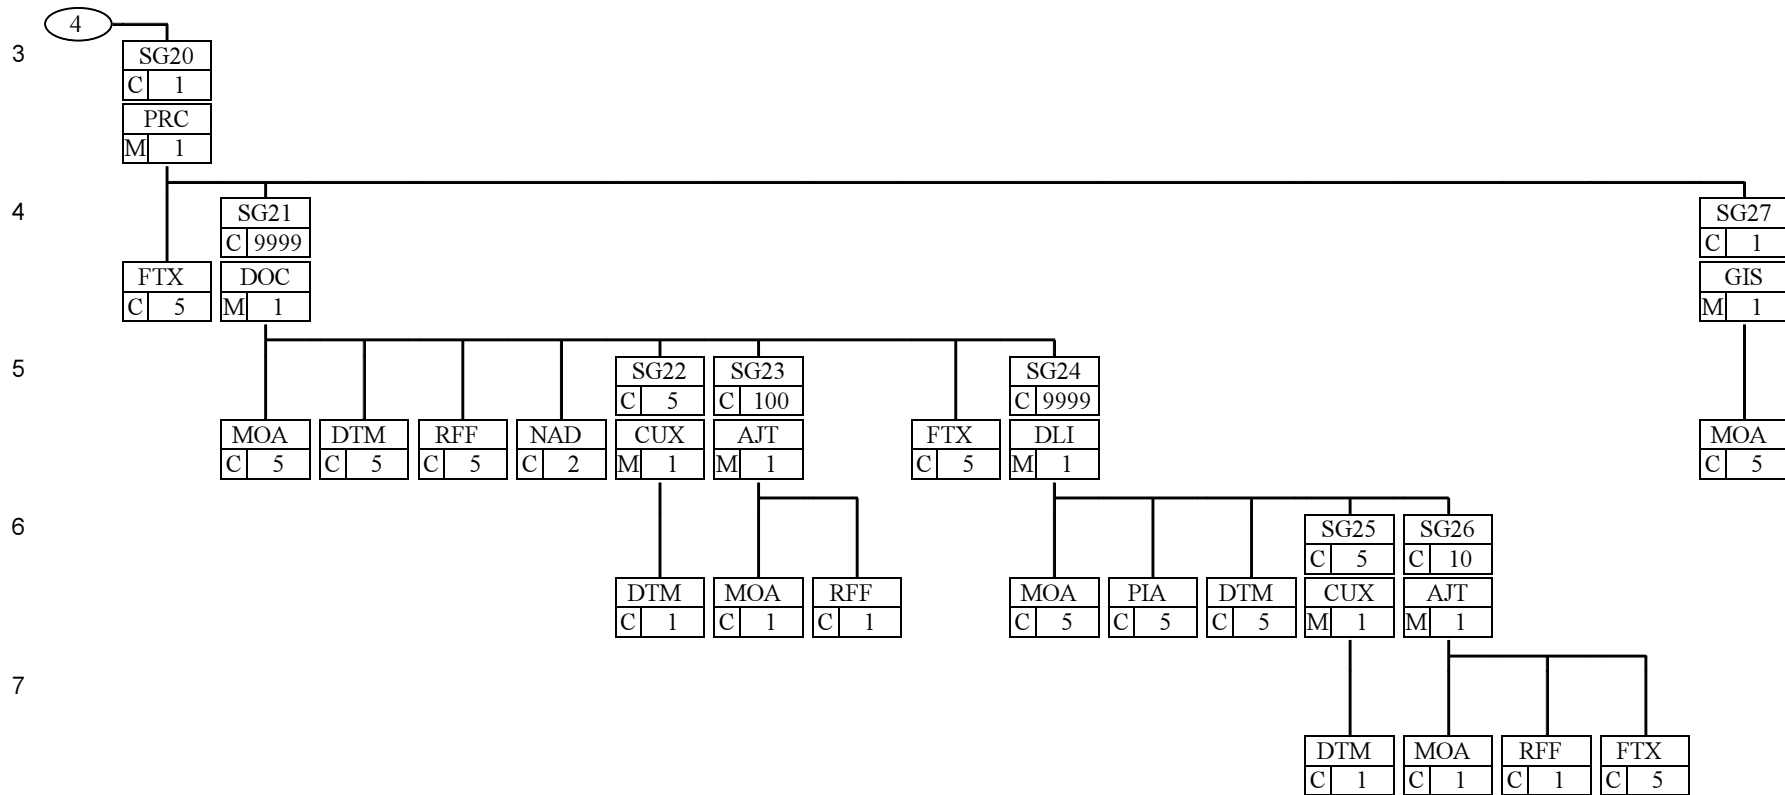 4
3 SG20
C 1
PRC
M 1
4 SG21 SG27
C 9999 C 1
FTX DOC GIS
C 5 M 1 M 1
5 SG22 SG23 SG24
C 5 C 100 C 9999
MOA DTM RFF NAD CUX AJT FTX DLI MOA
C 5 C 5 C 5 C 2 M 1 M 1 C 5 M 1 C 5
6 SG25 SG26
C 5 C 10
DTM MOA RFF MOA PIA DTM CUX AJT
C 1 C 1 C 1 C 5 C 5 C 5 M 1 M 1
7
DTM MOA RFF FTX
C 1 C 1 C 1 C 5